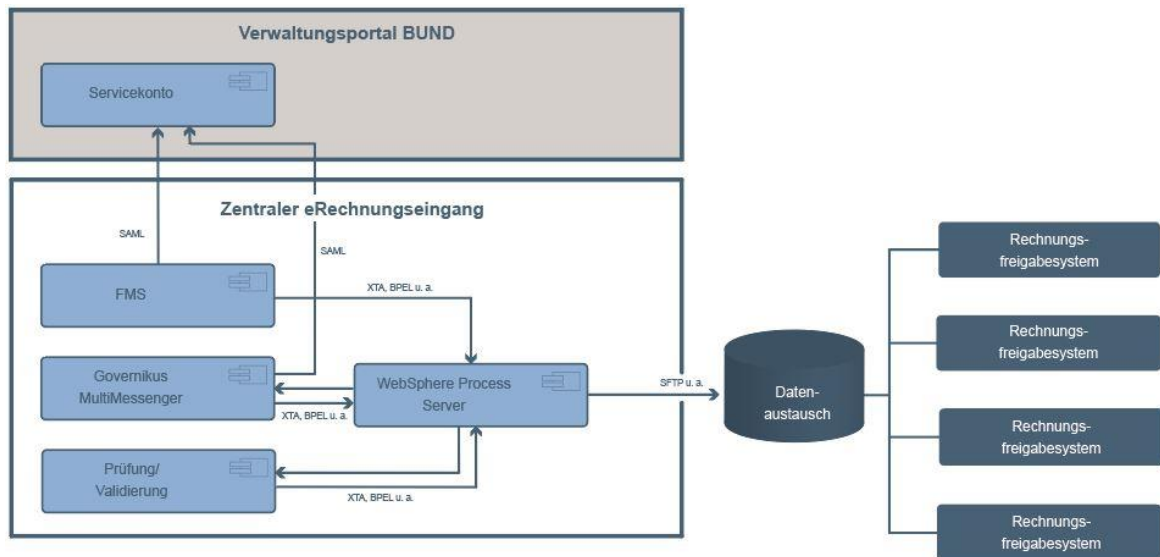 Verwaltungsportal BUND
Servicekonto
Zentraler eRechnungseingang
SAML
SAML
FMS
XTA, BPEL u. a.
Governikus
MultiMessenger
XTA, BPEL u. a.
WebSphere Process
Server
SFTP u. a.
Prüfung/
Validierung
XTA, BPEL u. a.
Daten-
austausch
Rechnungs-
freigabesystem
Rechnungs-
freigabesystem
Rechnungs-
freigabesystem
Rechnungs-
freigabesystem